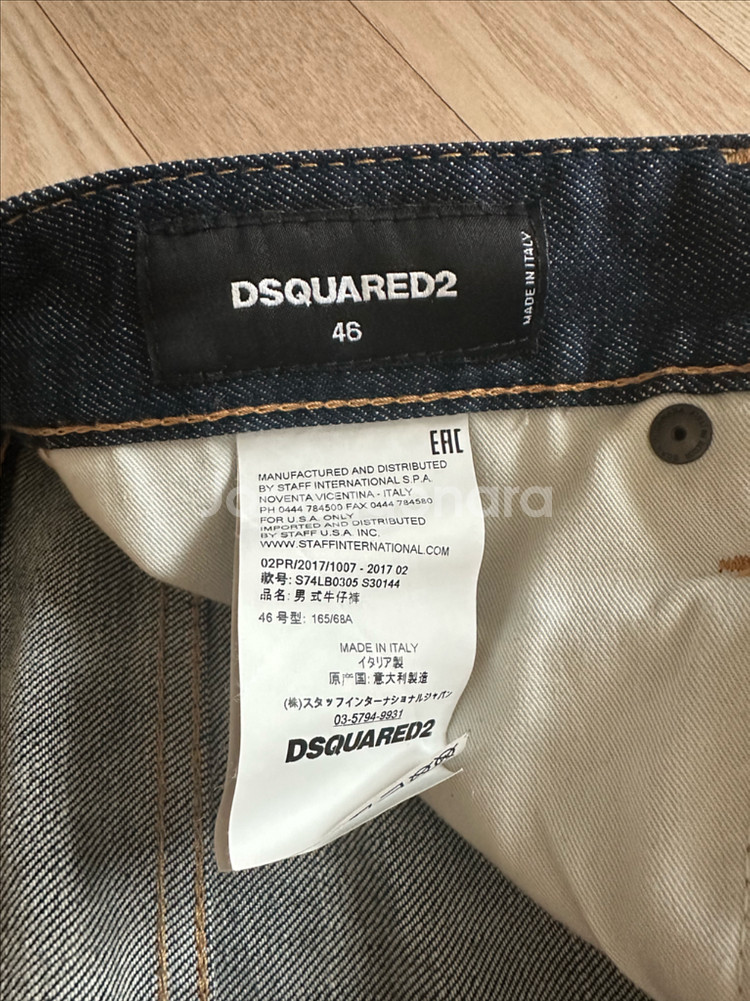 DSQUARED2
46
MADE IN ITALY
EAC
MANUFACTURED AND DISTRIBUTED
BY STAFF INTERNATIONAL S.P.A.
NOVENTA VICENTINA - ITALY
PH 0444 784500 FAX 0444 784580
FOR U.S.A. ONLY
IMPORTED AND DISTRIBUTED
BY STAFF U.S.A. INC.
WWW.STAFFINTERNATIONAL.COM
02PR/2017/1007 - 2017 02
款号: S74LB0305 S30144
品名: 男式牛仔裤
46 号型: 165/68A
MADE IN ITALY
イタリア製
原产国: 意大利製造
(株)スタッフインターナショナルジャパン
03-5794-9931
DSQUARED2